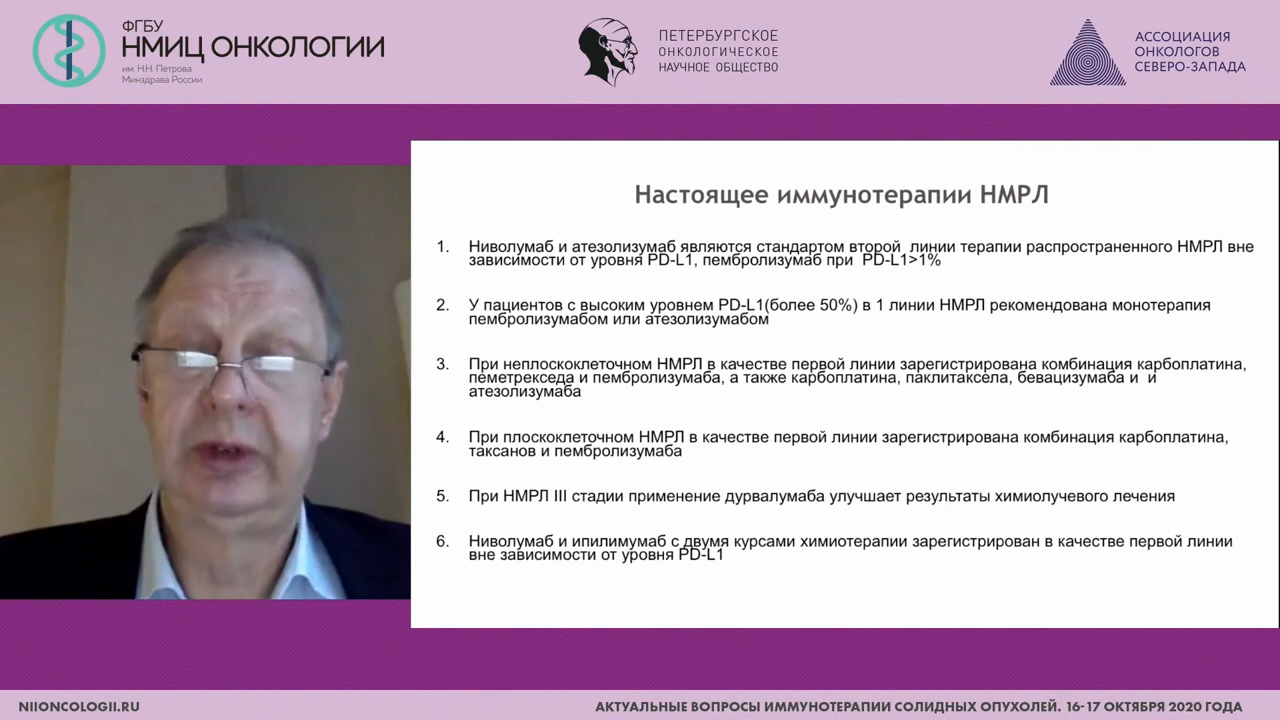 ФГБУ
НМИЦ ОНКОЛОГИИ
им. Н.Н. Петрова
Минздрава России
ПЕТЕРБУРГСКОЕ
ОНКОЛОГИЧЕСКОЕ
НАУЧНОЕ ОБЩЕСТВО
АССОЦИАЦИЯ
ОНКОЛОГОВ
СЕВЕРО-ЗАПАДА
Настоящее иммунотерапии НМРЛ
1. Ниволумаб и атезолизумаб являются стандартом второй линии терапии распространенного НМРЛ вне
зависимости от уровня PD-L1, пембролизумаб при PD-L1>1%
2. У пациентов с высоким уровнем PD-L1(более 50%) в 1 линии НМРЛ рекомендована монотерапия
пембролизумабом или атезолизумабом
3. При неплоскоклеточном НМРЛ в качестве первой линии зарегистрирована комбинация карбоплатина,
пеметрекседа и пембролизумаба, а также карбоплатина, паклитаксела, бевацизумаба и и
атезолизумаба
4. При плоскоклеточном НМРЛ в качестве первой линии зарегистрирована комбинация карбоплатина,
таксанов и пембролизумаба
5. При НМРЛ III стадии применение дурвалумаба улучшает результаты химиолучевого лечения
6. Ниволумаб и ипилимумаб с двумя курсами химиотерапии зарегистрирован в качестве первой линии
вне зависимости от уровня PD-L1
NIIONCOLOGII.RU
АКТУАЛЬНЫЕ ВОПРОСЫ ИММУНОТЕРАПИИ СОЛИДНЫХ ОПУХОЛЕЙ. 16-17 ОКТЯБРЯ 2020 ГОДА